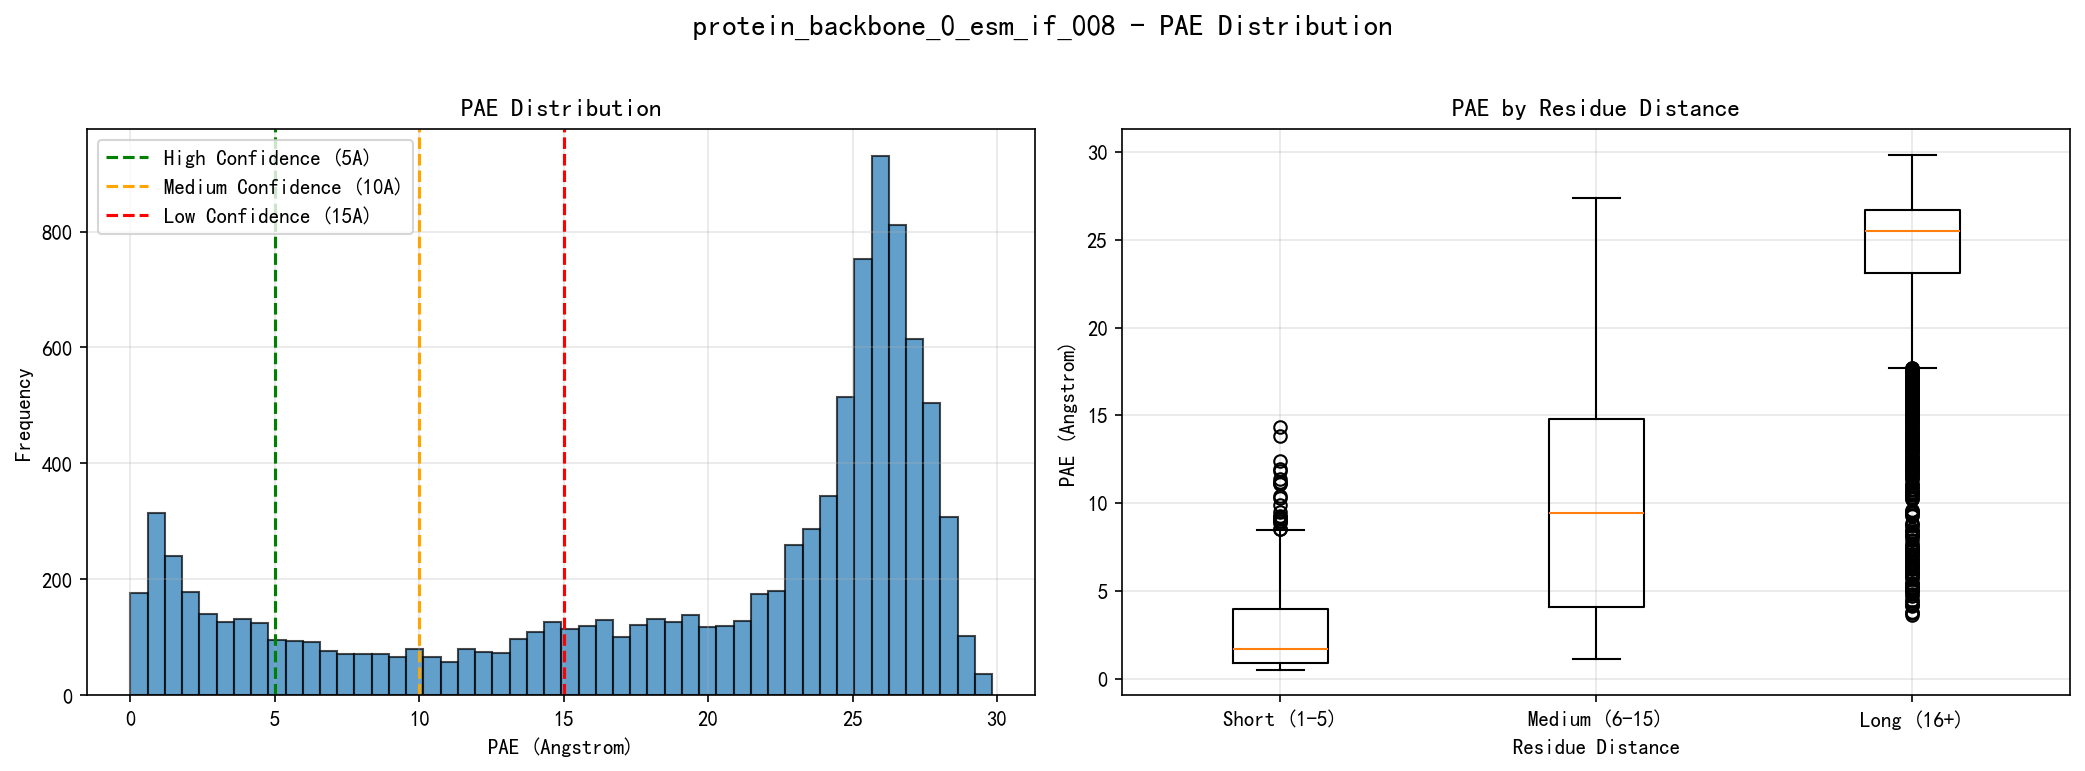 protein_backbone_0_esm_if_008 - PAE Distribution
PAE Distribution
High Confidence (5A)
Medium Confidence (10A)
Low Confidence (15A)
Frequency
800
600
400
200
0
0 5 10 15 20 25 30
PAE (Angstrom)
PAE by Residue Distance
PAE (Angstrom)
30
25
20
15
10
5
0
Short (1-5) Medium (6-15) Long (16+)
Residue Distance